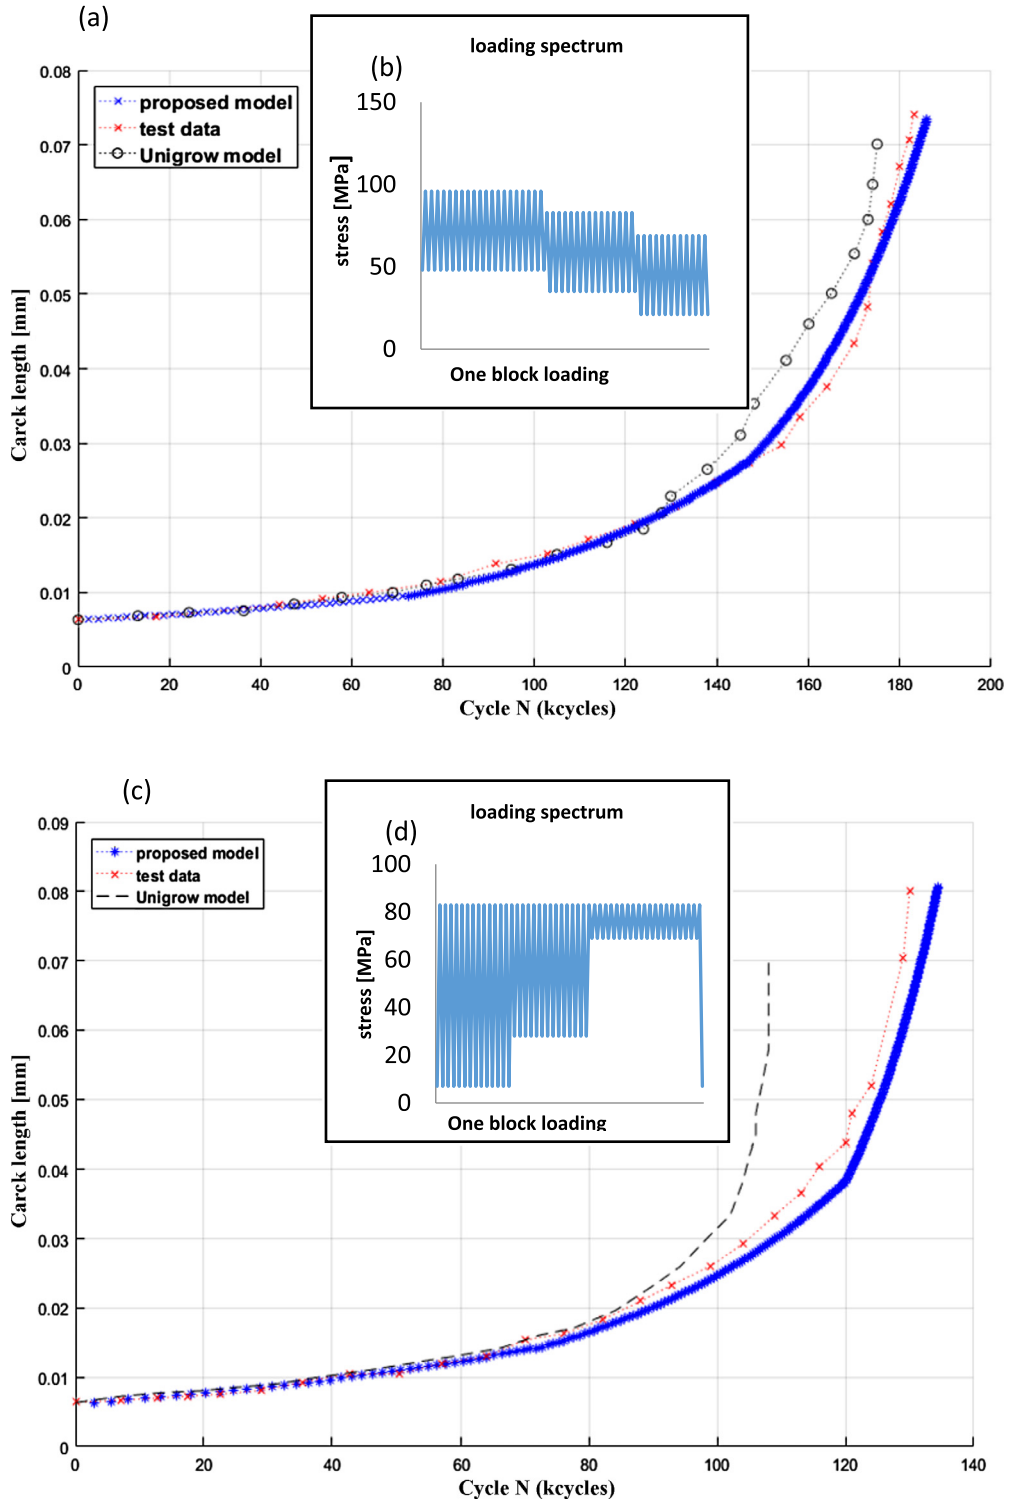 (a)
loading spectrum
(b)
150
100
50
0
stress [MPa]
One block loading
proposed model
test data
Unigrow model
0.08
0.07
0.06
0.05
0.04
0.03
0.02
0.01
0
Carck length [mm]
0 20 40 60 80 100 120 140 160 180 200
Cycle N (kcycles)
(c)
loading spectrum
(d)
100
80
60
40
20
0
stress [MPa]
One block loading
proposed model
test data
Unigrow model
0.09
0.08
0.07
0.06
0.05
0.04
0.03
0.02
0.01
0
Carck length [mm]
0 20 40 60 80 100 120 140
Cycle N (kcycles)